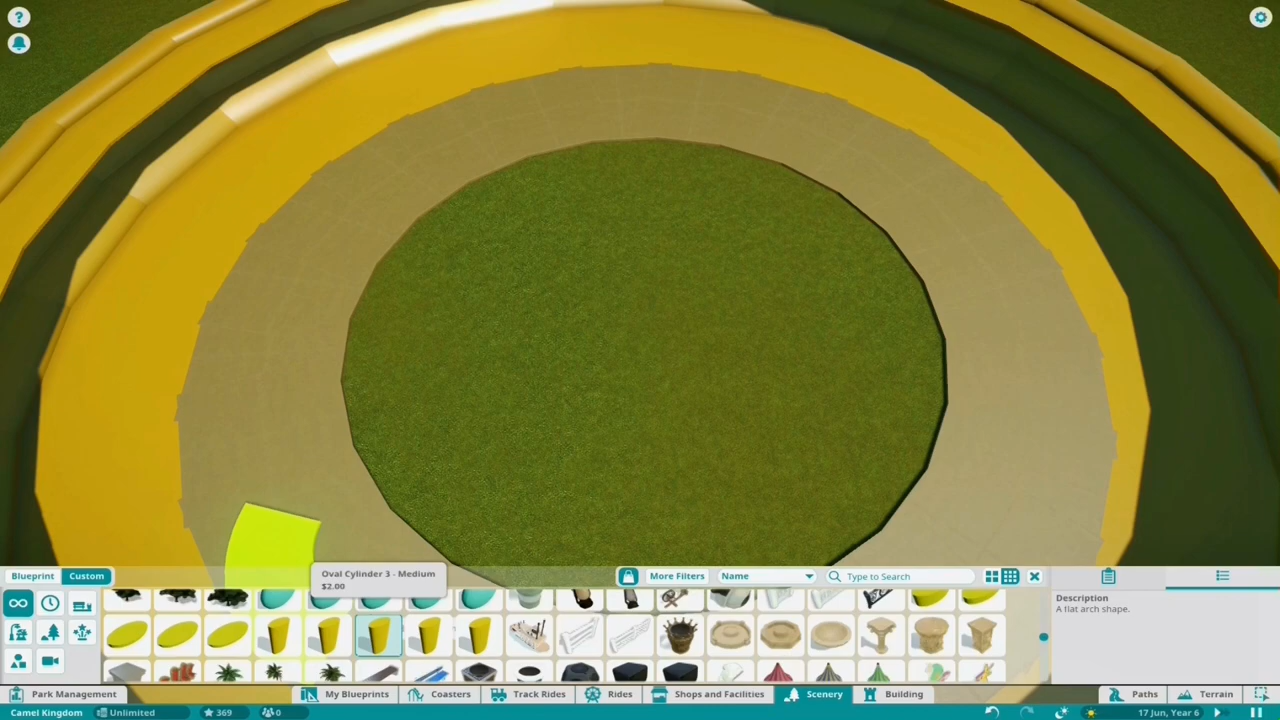 ?
Oval Cylinder 3 - Medium
$2.00
Blueprint Custom
More Filters Name Type to Search
Description
A flat arch shape.
Park Management My Blueprints Coasters Track Rides Rides Shops and Facilities Scenery Building Paths Terrain
Camel Kingdom Unlimited 369 0 17 Jun, Year 6